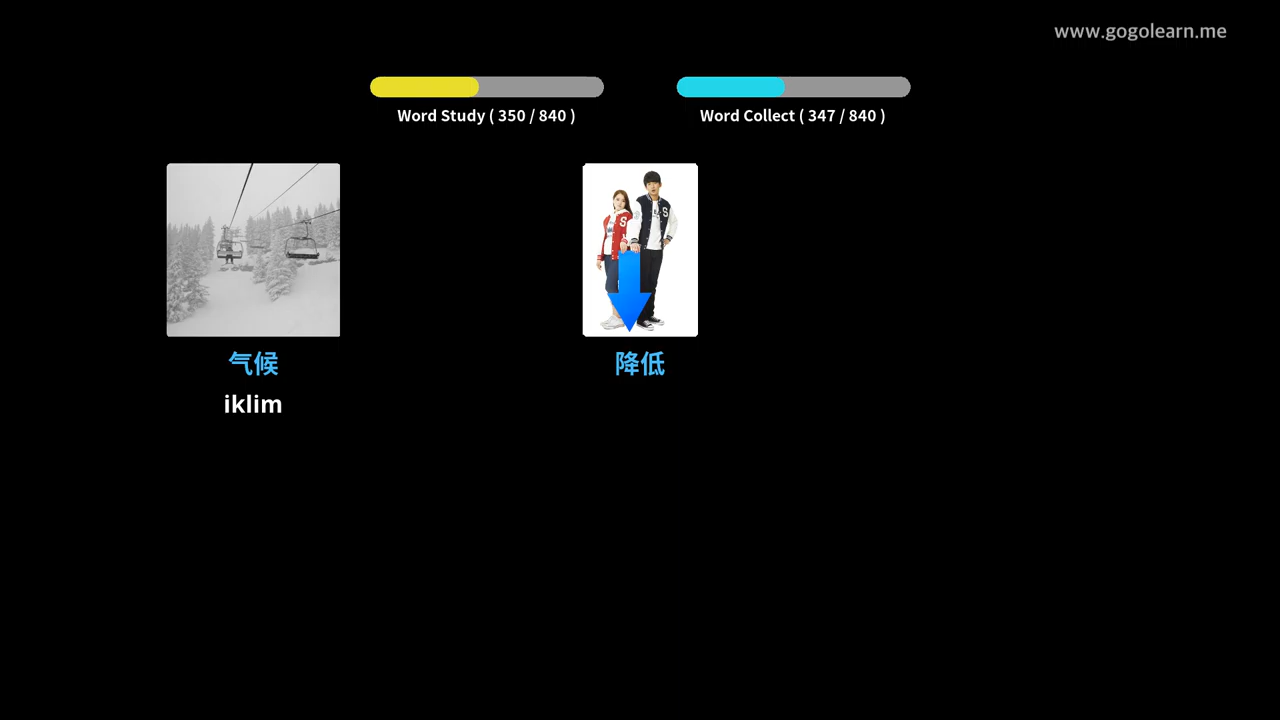 www.gogolearn.me
Word Study ( 350 / 840 )
Word Collect ( 347 / 840 )
S
S
气候
降低
iklim